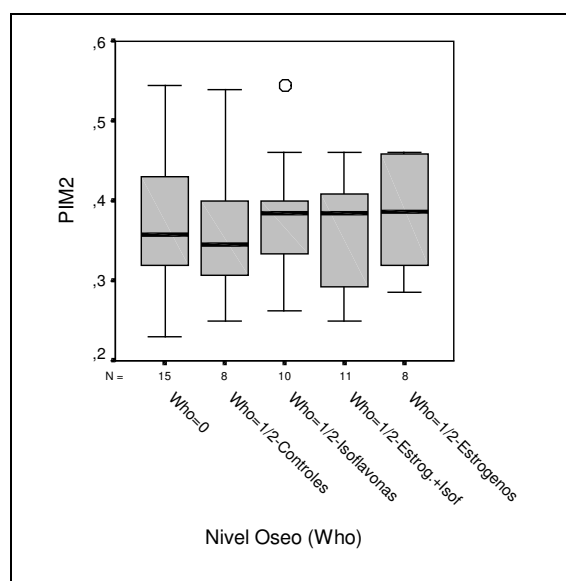 ,6
,5
,4
,3
,2
PIM2
N = 15 8 10 11 8
Who=0
Who=1/2-Controles
Who=1/2-Isoflavonas
Who=1/2-Estrog.+Isof
Who=1/2-Estrogenos
Nivel Oseo (Who)